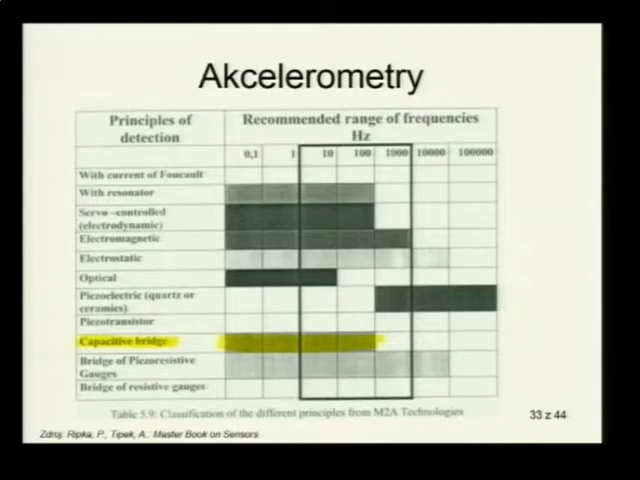 Akcelerometry
Principles of detection
Recommended range of frequencies
Hz
0,1 1 10 100 1000 10000 100000
With current of Foucault
With resonator
Servo –controlled
(electrodynamic)
Electromagnetic
Electrostatic
Optical
Piezoelectric (quartz or
ceramics)
Piezotransistor
Capacitive bridge
Bridge of Piezoresistive
Gauges
Bridge of resistive gauges
Table 5.9: Classification of the different principles from M2A Technologies
33 z 44
Zdroj: Ripka, P., Tipek, A.: Master Book on Sensors